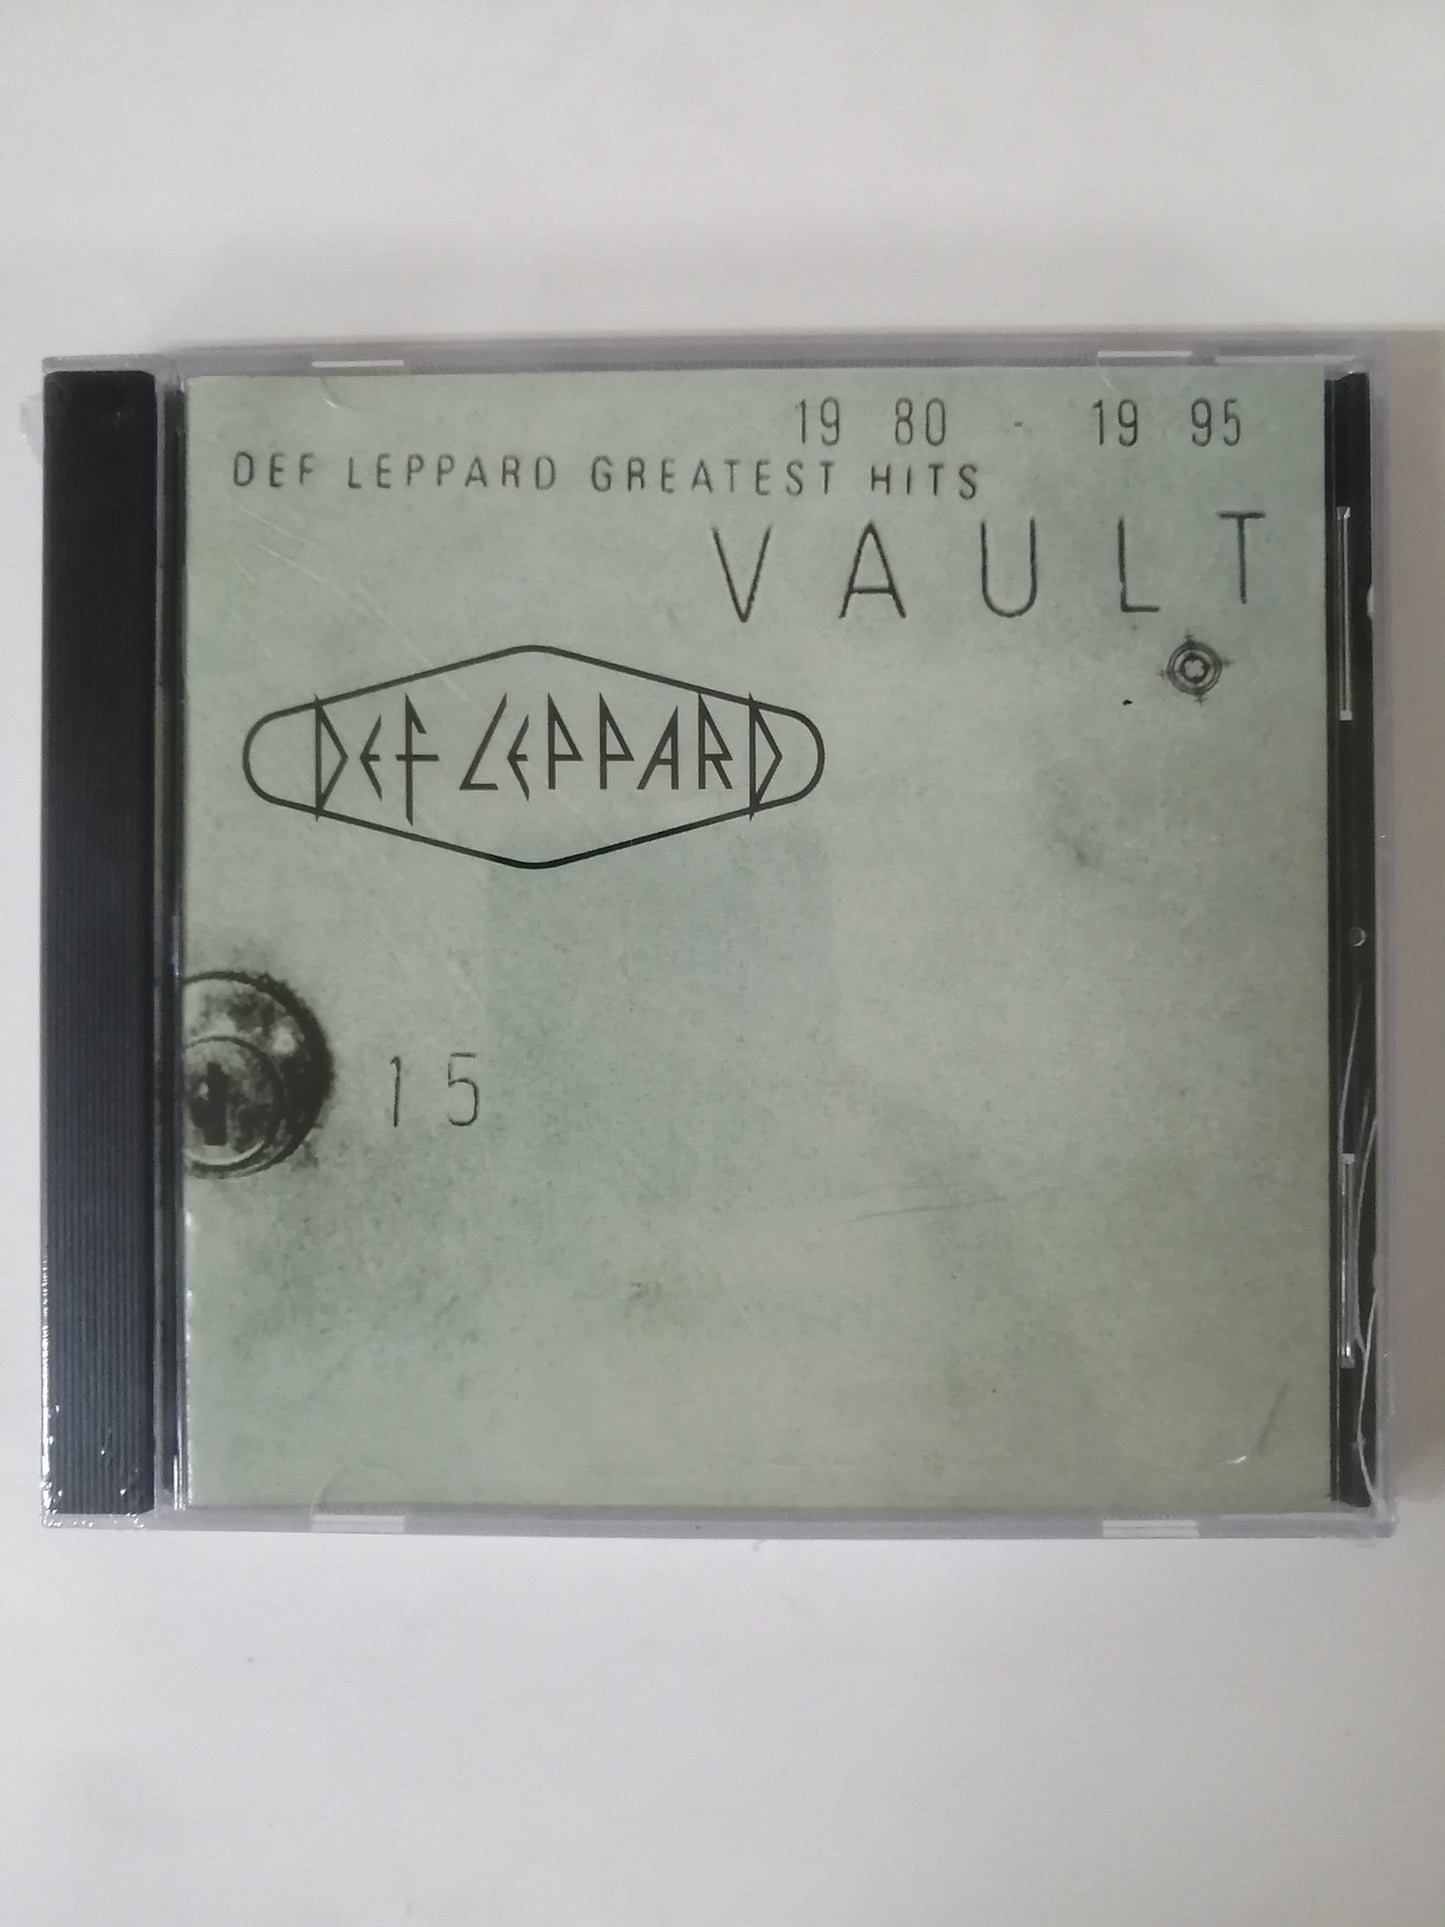 19 80 - 19 95
DEF LEPPARD GREATEST HITS
VAULT
DEF LEPPARD
15